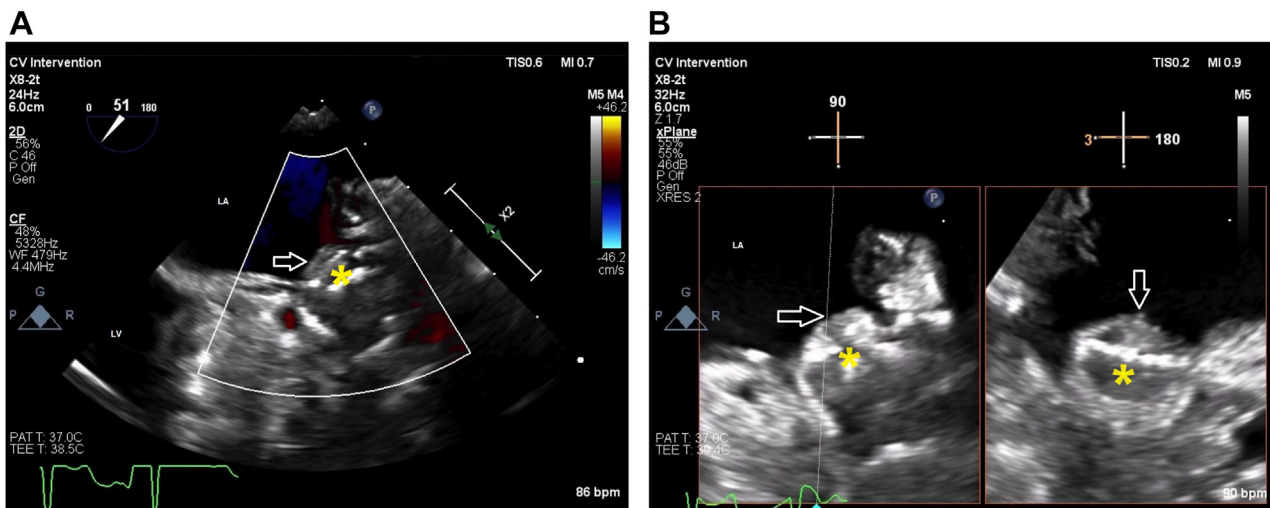 A
CV Intervention
TIS0.6 MI 0.7
X8-2t
24Hz
6.0cm
0 51 180
P
M5 M4
+46.2
-46.2
cm/s
2D
56%
C 46
P Off
Gen
CF
48%
5328Hz
WF 479Hz
4.4MHz
LA
X2
G
P R
LV
*
PAT T: 37.0C
TEE T: 38.5C
86 bpm
B
CV Intervention
TIS0.2 MI 0.9
X8-2t
32Hz
6.0cm
Z 1.7
xPlane
55%
55%
46dB
P Off
Gen
XRES 2
90
3 180
M5
P
LA
G
P R
*
*
PAT T: 37.0C
TEE T: 39.4C
90 bpm